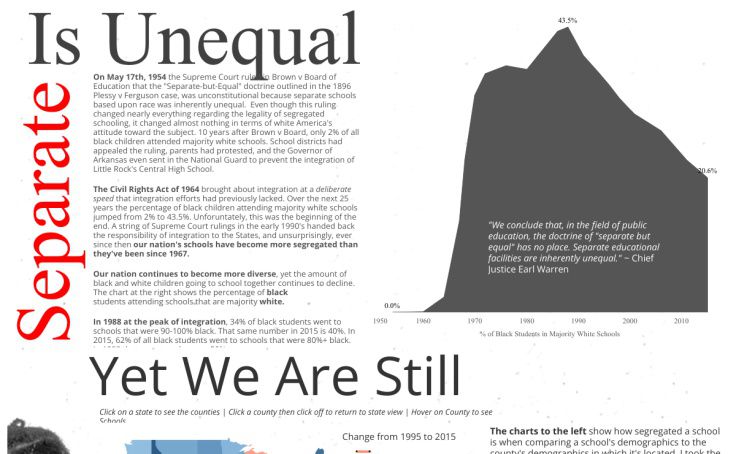 Is Unequal
Separate
On May 17th, 1954 the Supreme Court ruled in Brown v Board of
Education that the "Separate-but-Equal" doctrine outlined in the 1896
Plessy v Ferguson case, was unconstitutional because separate schools
based upon race was inherently unequal.  Even though this ruling
changed nearly everything regarding the legality of segregated
schooling, it changed almost nothing in terms of white America's
attitude toward the subject. 10 years after Brown v Board, only 2% of all
black children attended majority white schools. School districts had
appealed the ruling, parents had protested, and the Governor of
Arkansas even sent in the National Guard to prevent the integration of
Little Rock's Central High School.
The Civil Rights Act of 1964 brought about integration at a deliberate
speed that integration efforts had previously lacked. Over the next 25
years the percentage of black children attending majority white schools
jumped from 2% to 43.5%. Unforuntately, this was the beginning of the
end. A string of Supreme Court rulings in the early 1990's handed back
the responsibility of integration to the States, and unsurprisingly, ever
since then our nation's schools have become more segregated than
they've been since 1967.
Our nation continues to become more diverse, yet the amount of
black and white children going to school together continues to decline.
The chart at the right shows the percentage of black
students attending schools that are majority white.
In 1988 at the peak of integration, 34% of black students went to
schools that were 90-100% black. That same number in 2015 is 40%. In
2015, 62% of all black students went to schools that were 80%+ black.
43.5%
20.6%
"We conclude that, in the field of public
education, the doctrine of "separate but
equal" has no place. Separate educational
facilities are inherently unequal." ~ Chief
Justice Earl Warren
0.0%
1950 1960 1970 1980 1990 2000 2010
% of Black Students in Majority White Schools
Yet We Are Still
Click on a state to see the counties | Click a county then click off to return to state view | Hover on County to see
Schools
Change from 1995 to 2015
The charts to the left show how segregated a school
is when comparing a school's demographics to the
county's demographics in which it's located. I took the